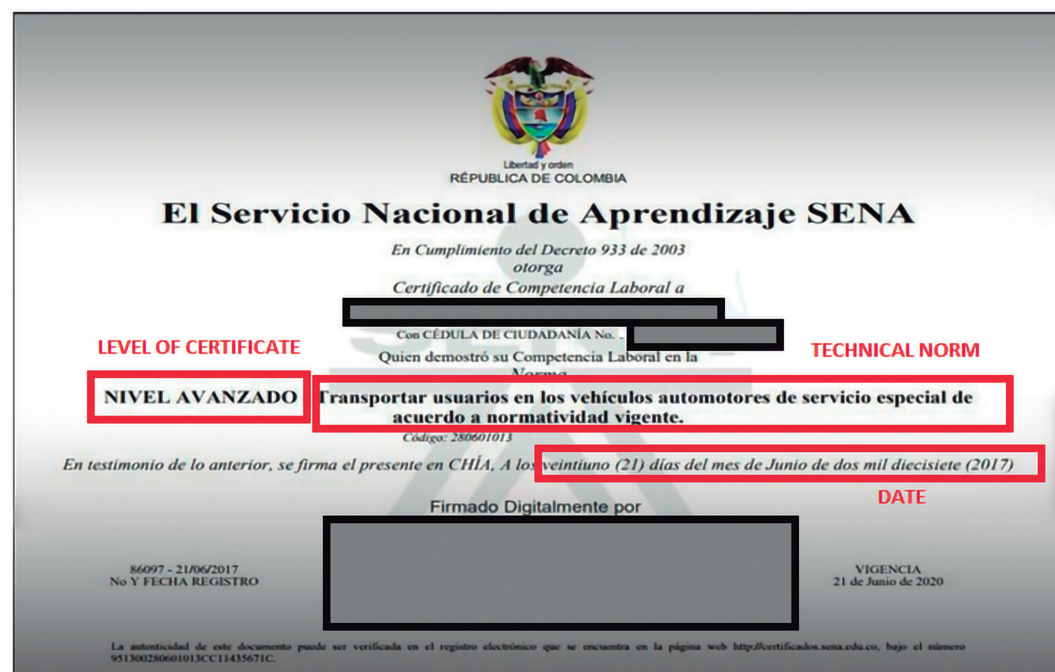 Libertad y orden
RÉPUBLICA DE COLOMBIA
El Servicio Nacional de Aprendizaje SENA
En Cumplimiento del Decreto 933 de 2003
otorga
Certificado de Competencia Laboral a
Con CÉDULA DE CIUDADANÍA No. .
LEVEL OF CERTIFICATE
Quien demostró su Competencia Laboral en la
TECHNICAL NORM
Norma
NIVEL AVANZADO Transportar usuarios en los vehículos automotores de servicio especial de
acuerdo a normatividad vigente.
Código: 280601013
En testimonio de lo anterior, se firma el presente en CHÍA, A los veintiuno (21) días del mes de Junio de dos mil diecisiete (2017)
DATE
Firmado Digitalmente por
86097 - 21/06/2017
No Y FECHA REGISTRO
VIGENCIA
21 de Junio de 2020
La autenticidad de este documento puede ser verificada en el registro electrónico que se encuentra en la página web http://certificados.sena.edu.co, bajo el número
951300280601013CC11435671C.